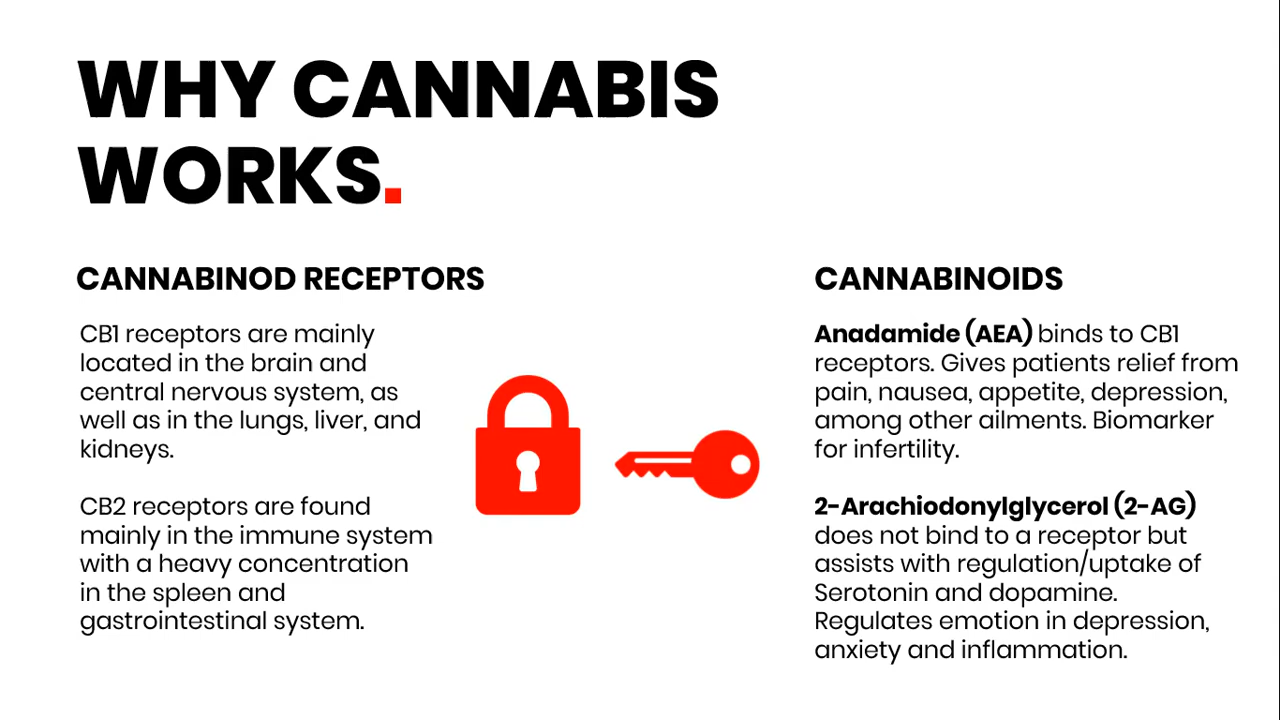 WHY CANNABIS
WORKS.
CANNABINOD RECEPTORS
CB1 receptors are mainly
located in the brain and
central nervous system, as
well as in the lungs, liver, and
kidneys.
CB2 receptors are found
mainly in the immune system
with a heavy concentration
in the spleen and
gastrointestinal system.
CANNABINOIDS
Anadamide (AEA) binds to CB1
receptors. Gives patients relief from
pain, nausea, appetite, depression,
among other ailments. Biomarker
for infertility.
2-Arachiodonylglycerol (2-AG)
does not bind to a receptor but
assists with regulation/uptake of
Serotonin and dopamine.
Regulates emotion in depression,
anxiety and inflammation.